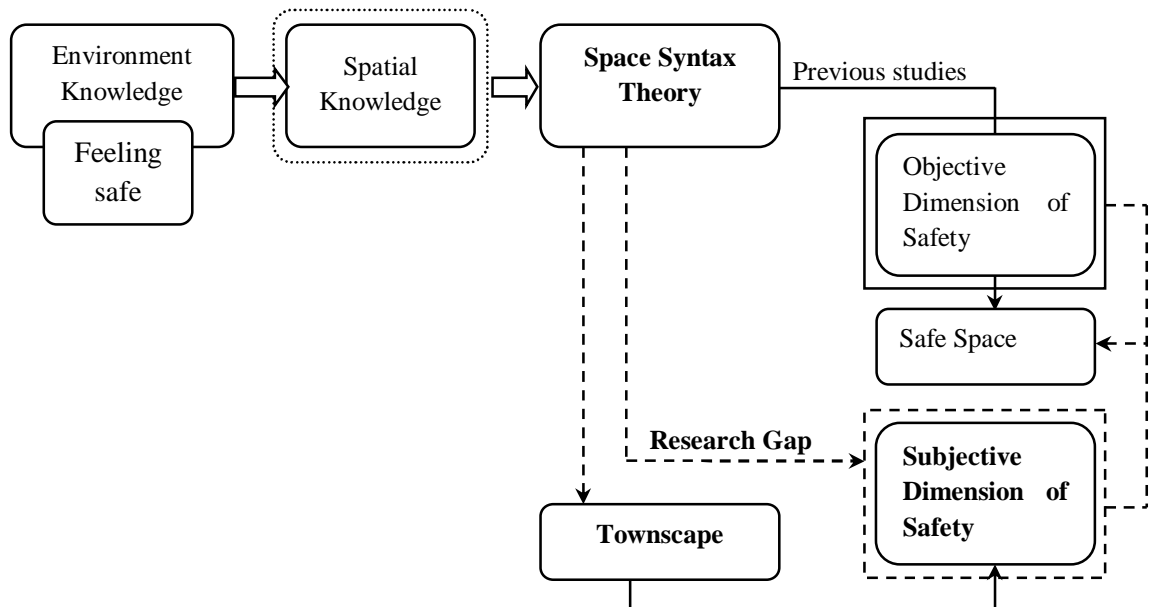 Environment
Knowledge
Feeling
safe
Spatial
Knowledge
Space Syntax
Theory
Previous studies
Objective
Dimension of
Safety
Safe Space
Research Gap
Subjective
Dimension of
Safety
Townscape